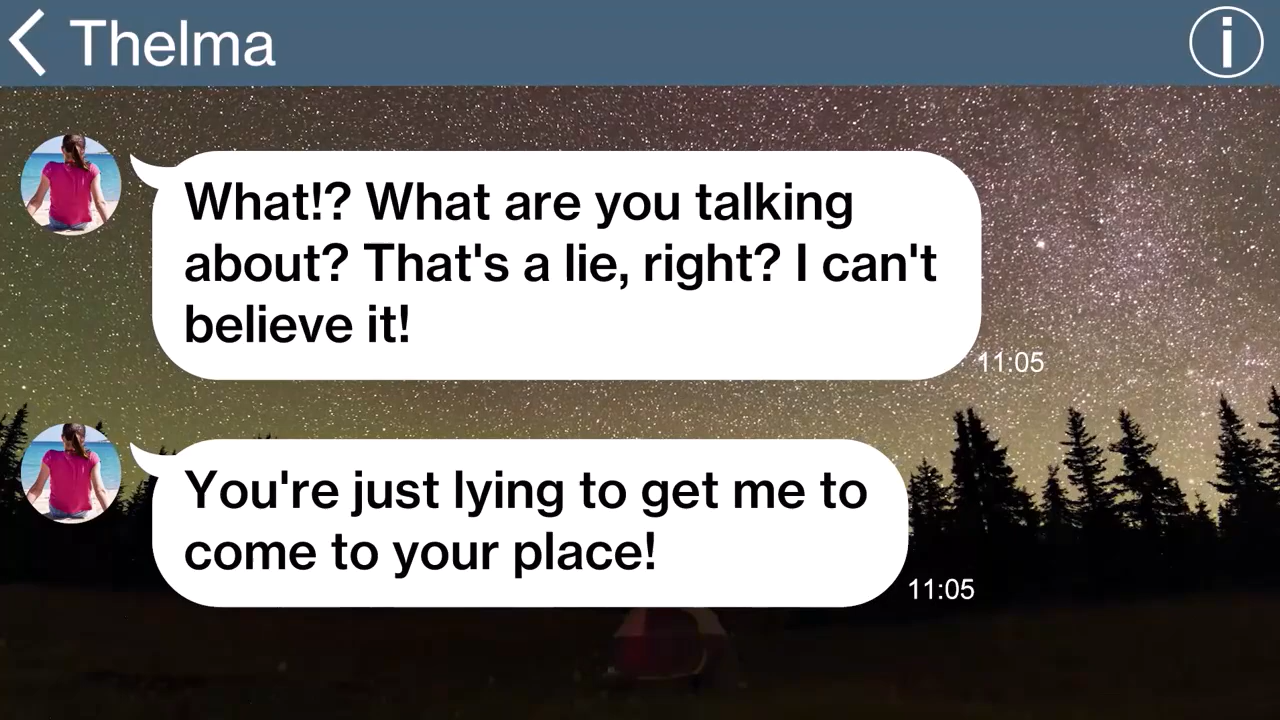 Thelma
What!? What are you talking
about? That's a lie, right? I can't
believe it!
11:05
You're just lying to get me to
come to your place!
11:05